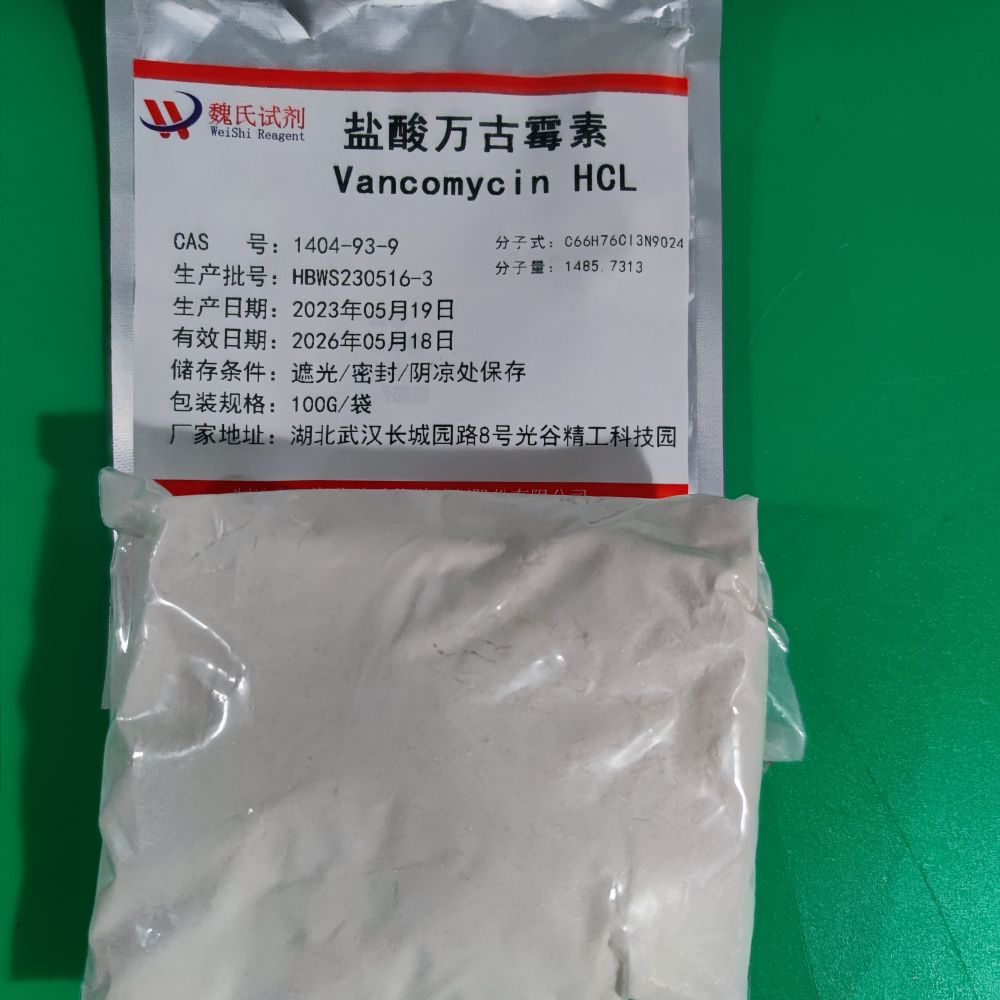 魏氏试剂
WeiShi Reagent
盐酸万古霉素
Vancomycin HCL
CAS 号：1404-93-9
分子式：C66H76Cl3N9O24
生产批号：HBWS230516-3
分子量：1485.7313
生产日期：2023年05月19日
有效日期：2026年05月18日
储存条件：遮光/密封/阴凉处保存
包装规格：100G/袋
厂家地址：湖北武汉长城园路8号光谷精工科技园
有限公司